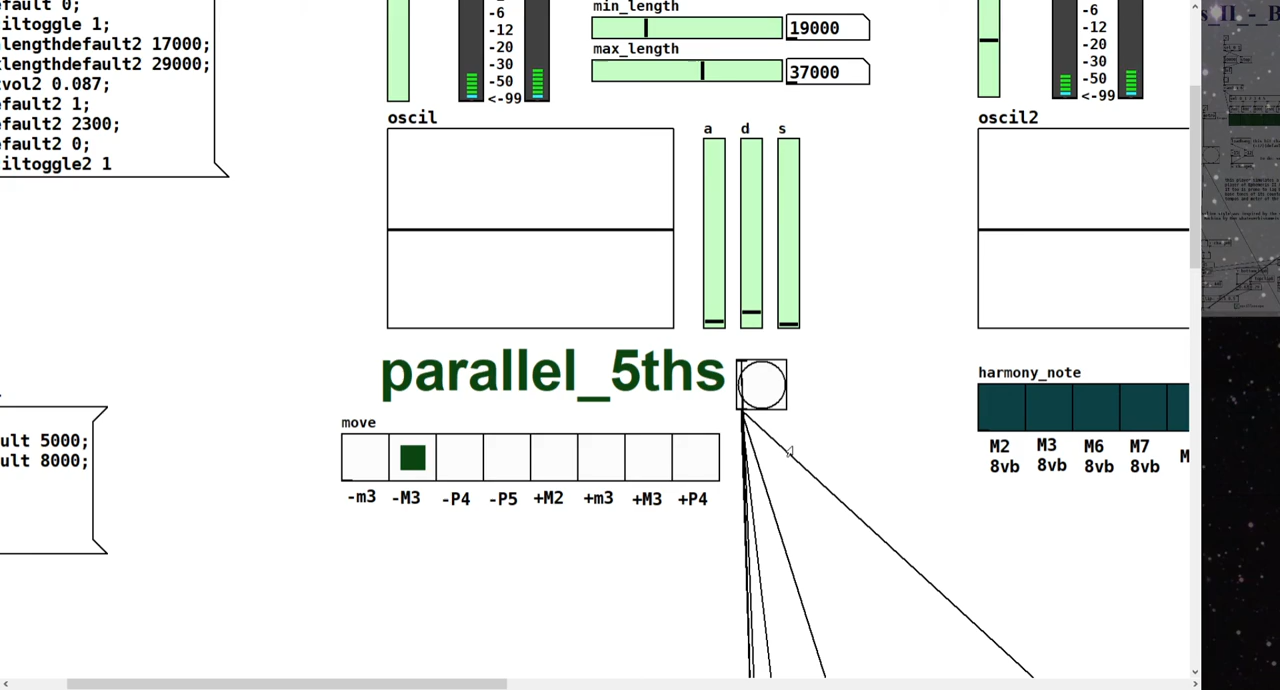 -6
-12
-20
-30
-50
<-99
min_length
19000
max_length
37000
-6
-12
-20
-30
-50
<-99
iltoggle 1;
lengthdefault2 17000;
lengthdefault2 29000;
vol2 0.087;
efault2 1;
efault2 2300;
efault2 0;
iltoggle2 1
oscil
a d s
oscil2
parallel_5ths
harmony_note
M2 M3 M6 M7
8vb 8vb 8vb 8vb
move
-m3 -M3 -P4 -P5 +M2 +m3 +M3 +P4
ult 5000;
ult 8000;